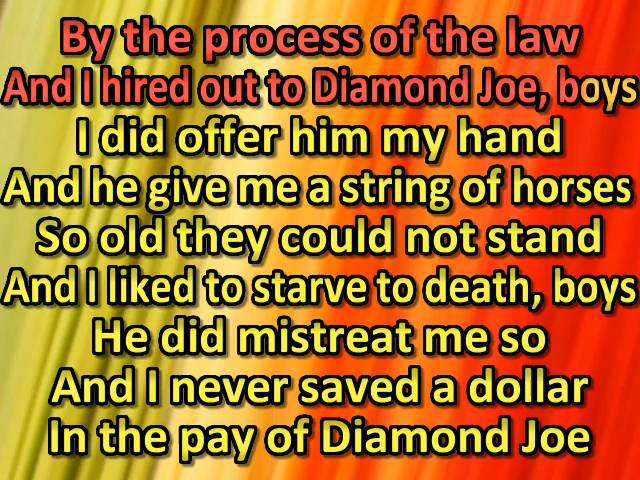 By the process of the law
And I hired out to Diamond Joe, boys
I did offer him my hand
And he give me a string of horses
So old they could not stand
And I liked to starve to death, boys
He did mistreat me so
And I never saved a dollar
In the pay of Diamond Joe